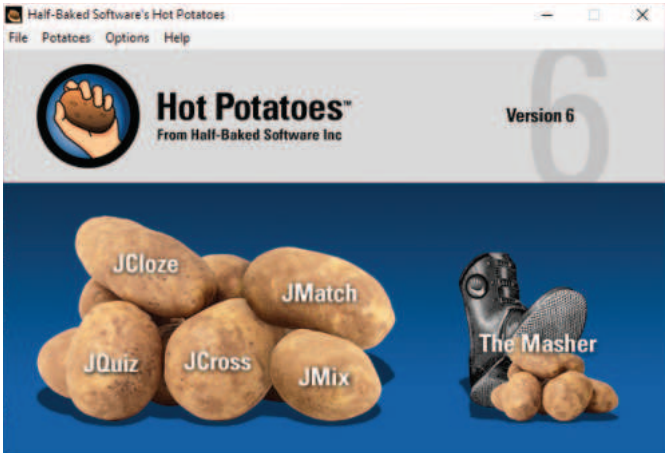 Half-Baked Software's Hot Potatoes
File Potatoes Options Help
Hot Potatoes™
From Half-Baked Software Inc
6
Version 6
JCloze
JMatch
The Masher
JQuiz
JCross
JMix